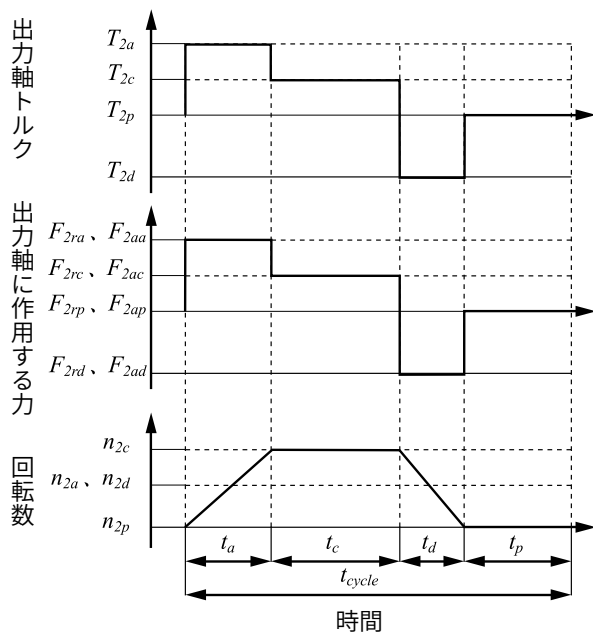 出力軸トルク
T2a
T2c
T2p
T2d
出力軸に作用する力
F2ra 、 F2aa
F2rc 、 F2ac
F2rp 、 F2ap
F2rd 、 F2ad
回転数
n2c
n2a 、 n2d
n2p
ta tc td tp
tcycle
時間